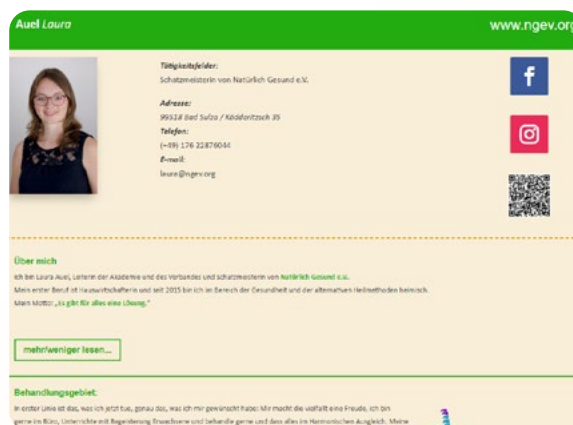 Auel Laura
www.ngev.org
Tätigkeitsfelder:
Schatzmeisterin von Natürlich Gesund e.V.
Adresse:
99518 Bad Sulza / Ködderitzsch 35
Telefon:
(+49) 176 22876044
E-mail:
laura@ngev.org
Über mich
Ich bin Laura Auel, Leiterin der Akademie und des Verbandes und Schatzmeisterin von Natürlich Gesund e.V.
Mein erster Beruf ist Hauswirtschafterin und seit 2015 bin ich im Bereich der Gesundheit und der alternativen Heilmethoden heimisch.
Mein Motto: „Es gibt für alles eine Lösung."
mehr/weniger lesen...
Behandlungsgebiet:
In erster Linie ist das, was ich jetzt tue, genau das, was ich mir gewünscht habe: Mir macht die vielfalt eine Freude, ich bin
gerne im Büro, Unterrichte mit Begeisterung Erwachsene und behandle gerne und dass alles im Harmonischen Ausgleich. Meine